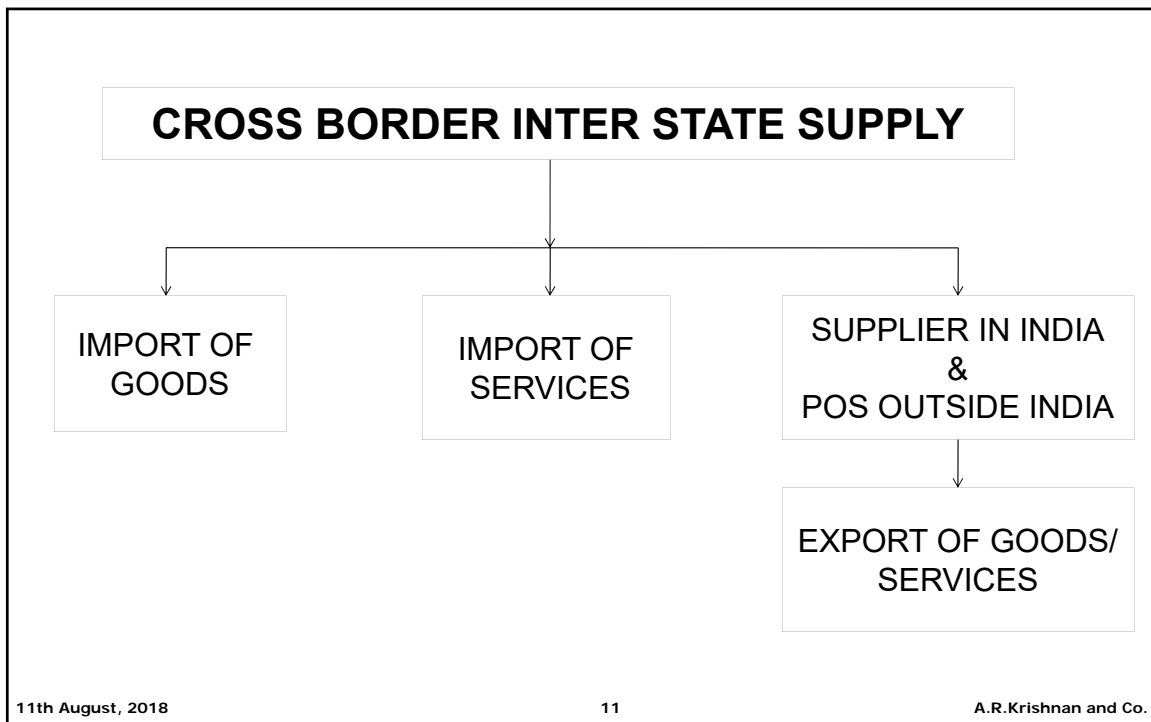 CROSS BORDER INTER STATE SUPPLY
IMPORT OF
GOODS
IMPORT OF
SERVICES
SUPPLIER IN INDIA
&
POS OUTSIDE INDIA
EXPORT OF GOODS/
SERVICES
11th August, 2018
11
A.R.Krishnan and Co.